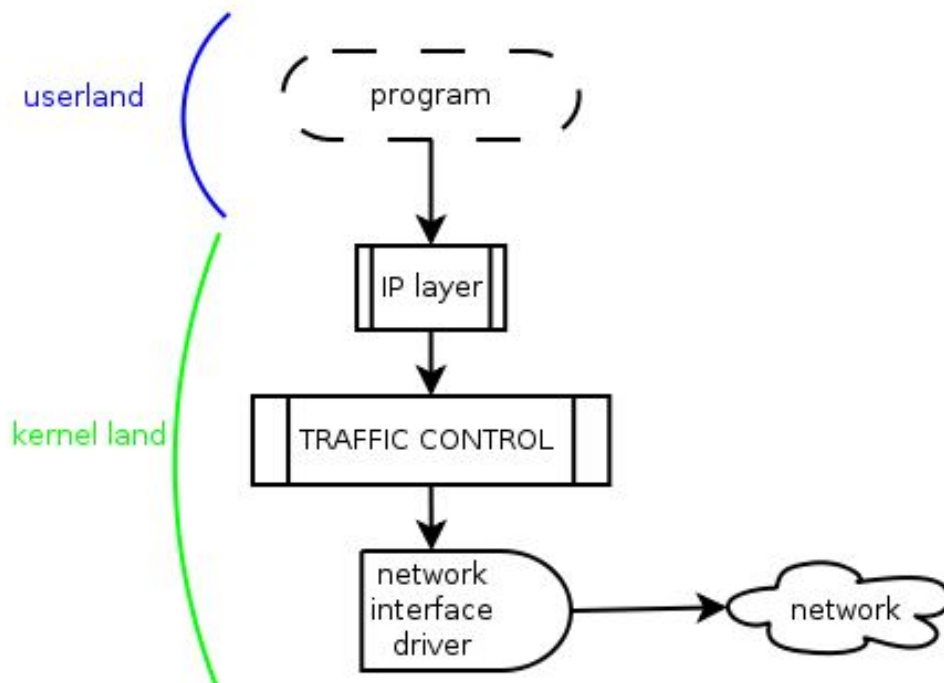 userland
program
IP layer
kernel land
TRAFFIC CONTROL
network
interface
driver
network